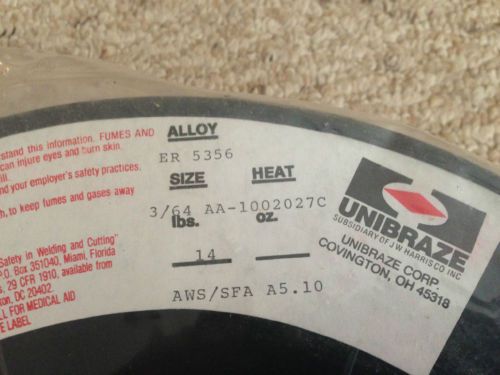 stand this information. FUMES AND
can injure eyes and burn skin.
nd your employer's safety practices.
h, to keep fumes and gases away
Safety in Welding and Cutting"
P.O. Box 351040, Miami, Florida
s, 29 CFR 1910, available from
on, DC 20402.
LL FOR MEDICAL AID
E LABEL
ALLOY
ER 5356
SIZE HEAT
3/64 AA-1002027C
lbs. oz.
14
AWS/SFA A5.10
UNIBRAZE
SUBSIDIARY OF J W HARRIS CO INC
UNIBRAZE CORP.
COVINGTON, OH 45318